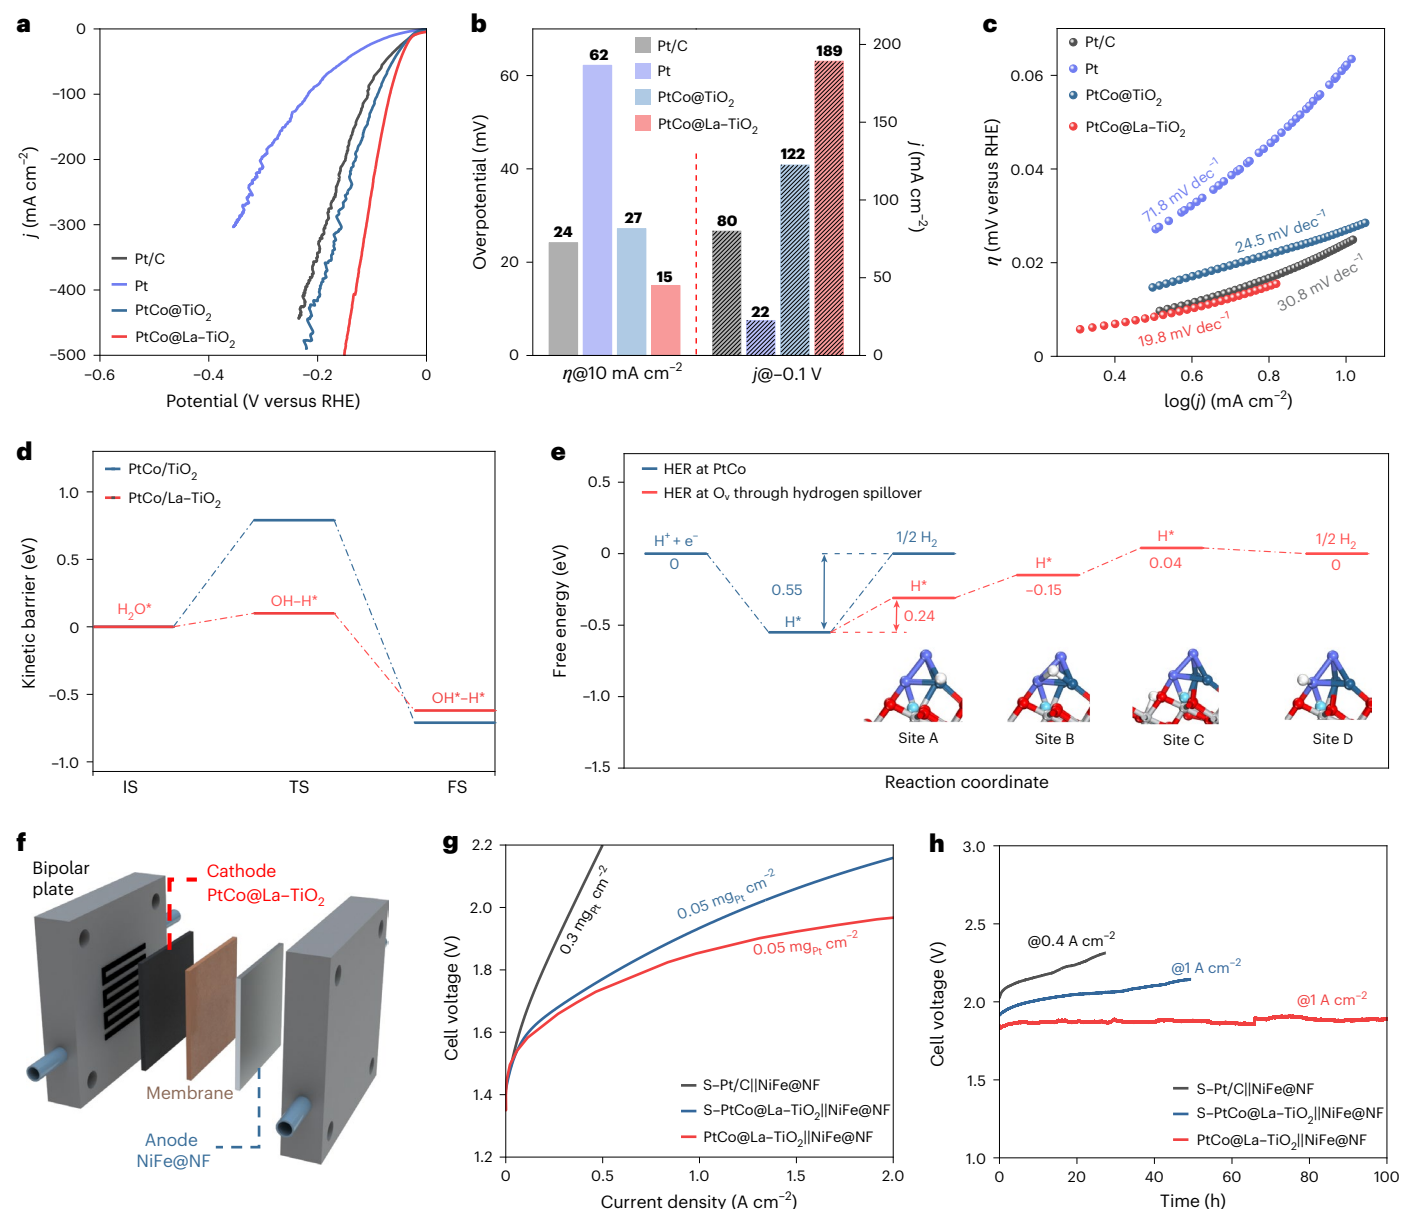 a
0
−100
−200
−300
−400
−500
j (mA cm⁻²)
Pt/C
Pt
PtCo@TiO₂
PtCo@La–TiO₂
−0.6
−0.4
−0.2
0
Potential (V versus RHE)
b
60
40
20
0
Overpotential (mV)
Pt/C
Pt
PtCo@TiO₂
PtCo@La–TiO₂
24
62
27
15
80
22
122
189
200
150
100
50
0
j (mA cm⁻²)
η@10 mA cm⁻²
j@−0.1 V
c
Pt/C
Pt
PtCo@TiO₂
PtCo@La–TiO₂
0.06
0.04
0.02
0
η (mV versus RHE)
71.8 mV dec⁻¹
24.5 mV dec⁻¹
30.8 mV dec⁻¹
19.8 mV dec⁻¹
0.4
0.6
0.8
1.0
log(j) (mA cm⁻²)
d
PtCo/TiO₂
PtCo/La–TiO₂
1.0
0.5
0
−0.5
−1.0
Kinetic barrier (eV)
H₂O*
OH–H*
OH*–H*
IS
TS
FS
e
HER at PtCo
HER at Oᵥ through hydrogen spillover
0.5
0
−0.5
−1.0
−1.5
Free energy (eV)
H⁺ + e⁻
0
0.55
H*
1/2 H₂
H*
0.24
H*
−0.15
H*
0.04
1/2 H₂
0
Site A
Site B
Site C
Site D
Reaction coordinate
f
Bipolar
plate
Cathode
PtCo@La–TiO₂
Membrane
Anode
NiFe@NF
g
2.2
2.0
1.8
1.6
1.4
1.2
Cell voltage (V)
0.3 mg_Pt cm⁻²
0.05 mg_Pt cm⁻²
0.05 mg_Pt cm⁻²
S–Pt/C||NiFe@NF
S–PtCo@La–TiO₂||NiFe@NF
PtCo@La–TiO₂||NiFe@NF
0
0.5
1.0
1.5
2.0
Current density (A cm⁻²)
h
3.0
2.5
2.0
1.5
1.0
Cell voltage (V)
@0.4 A cm⁻²
@1 A cm⁻²
@1 A cm⁻²
S–Pt/C||NiFe@NF
S–PtCo@La–TiO₂||NiFe@NF
PtCo@La–TiO₂||NiFe@NF
0
20
40
60
80
100
Time (h)